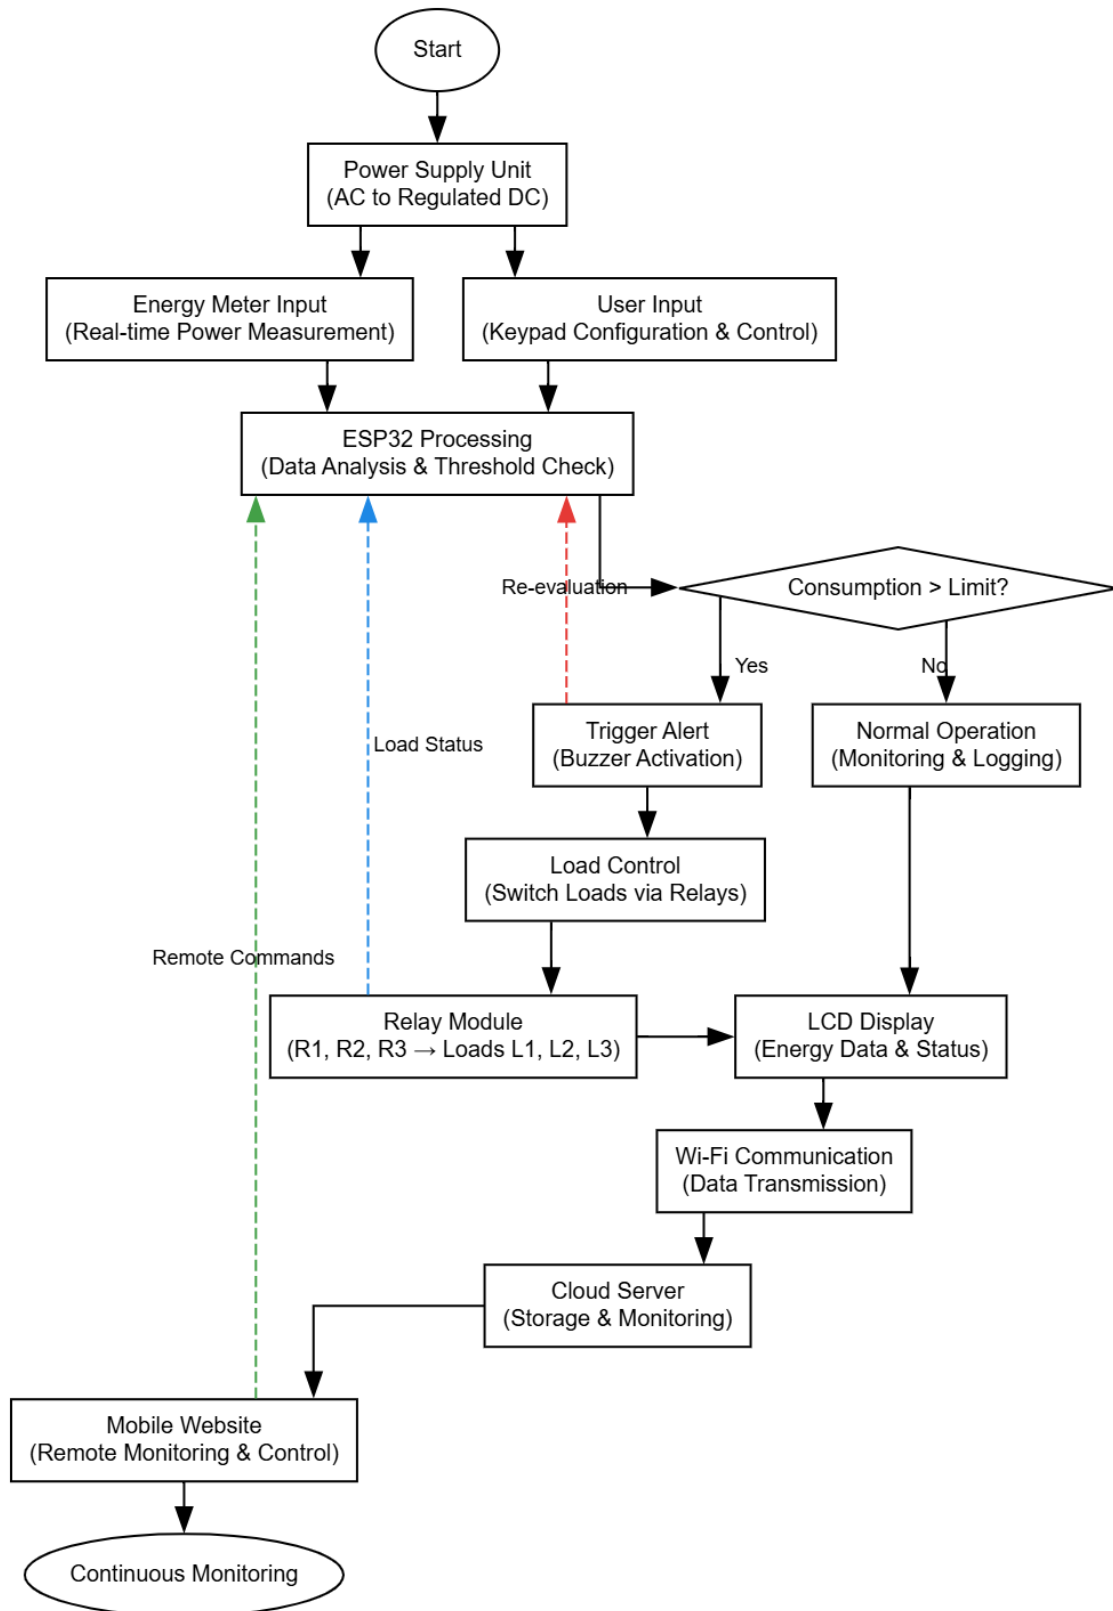 Start
Power Supply Unit
(AC to Regulated DC)
Energy Meter Input
(Real-time Power Measurement)
User Input
(Keypad Configuration & Control)
ESP32 Processing
(Data Analysis & Threshold Check)
Re-evaluation
Consumption > Limit?
Yes
No
Trigger Alert
(Buzzer Activation)
Normal Operation
(Monitoring & Logging)
Load Status
Load Control
(Switch Loads via Relays)
Remote Commands
Relay Module
(R1, R2, R3 → Loads L1, L2, L3)
LCD Display
(Energy Data & Status)
Wi-Fi Communication
(Data Transmission)
Cloud Server
(Storage & Monitoring)
Mobile Website
(Remote Monitoring & Control)
Continuous Monitoring